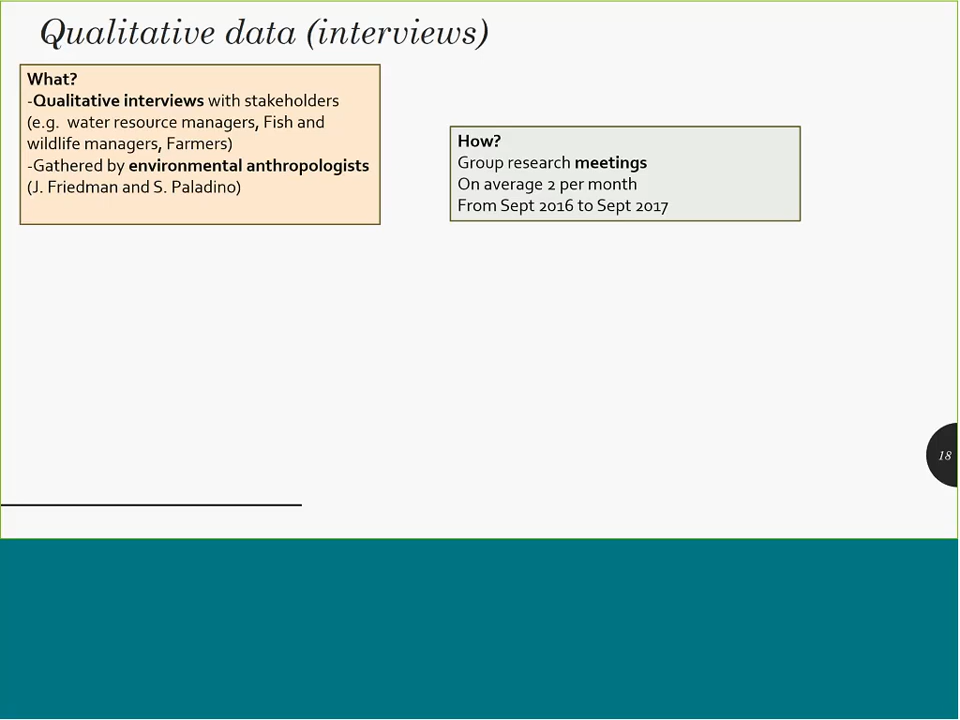 Qualitative data (interviews)
What?
-Qualitative interviews with stakeholders
(e.g. water resource managers, Fish and
wildlife managers, Farmers)
-Gathered by environmental anthropologists
(J. Friedman and S. Paladino)
How?
Group research meetings
On average 2 per month
From Sept 2016 to Sept 2017
18